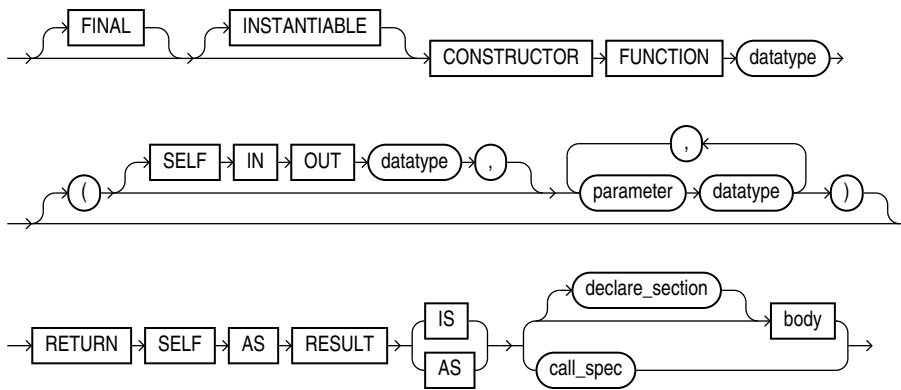 FINAL INSTANTIABLE
CONSTRUCTOR FUNCTION datatype
SELF IN OUT datatype , ,
( parameter datatype )
declare_section
IS body
RETURN SELF AS RESULT
AS call_spec